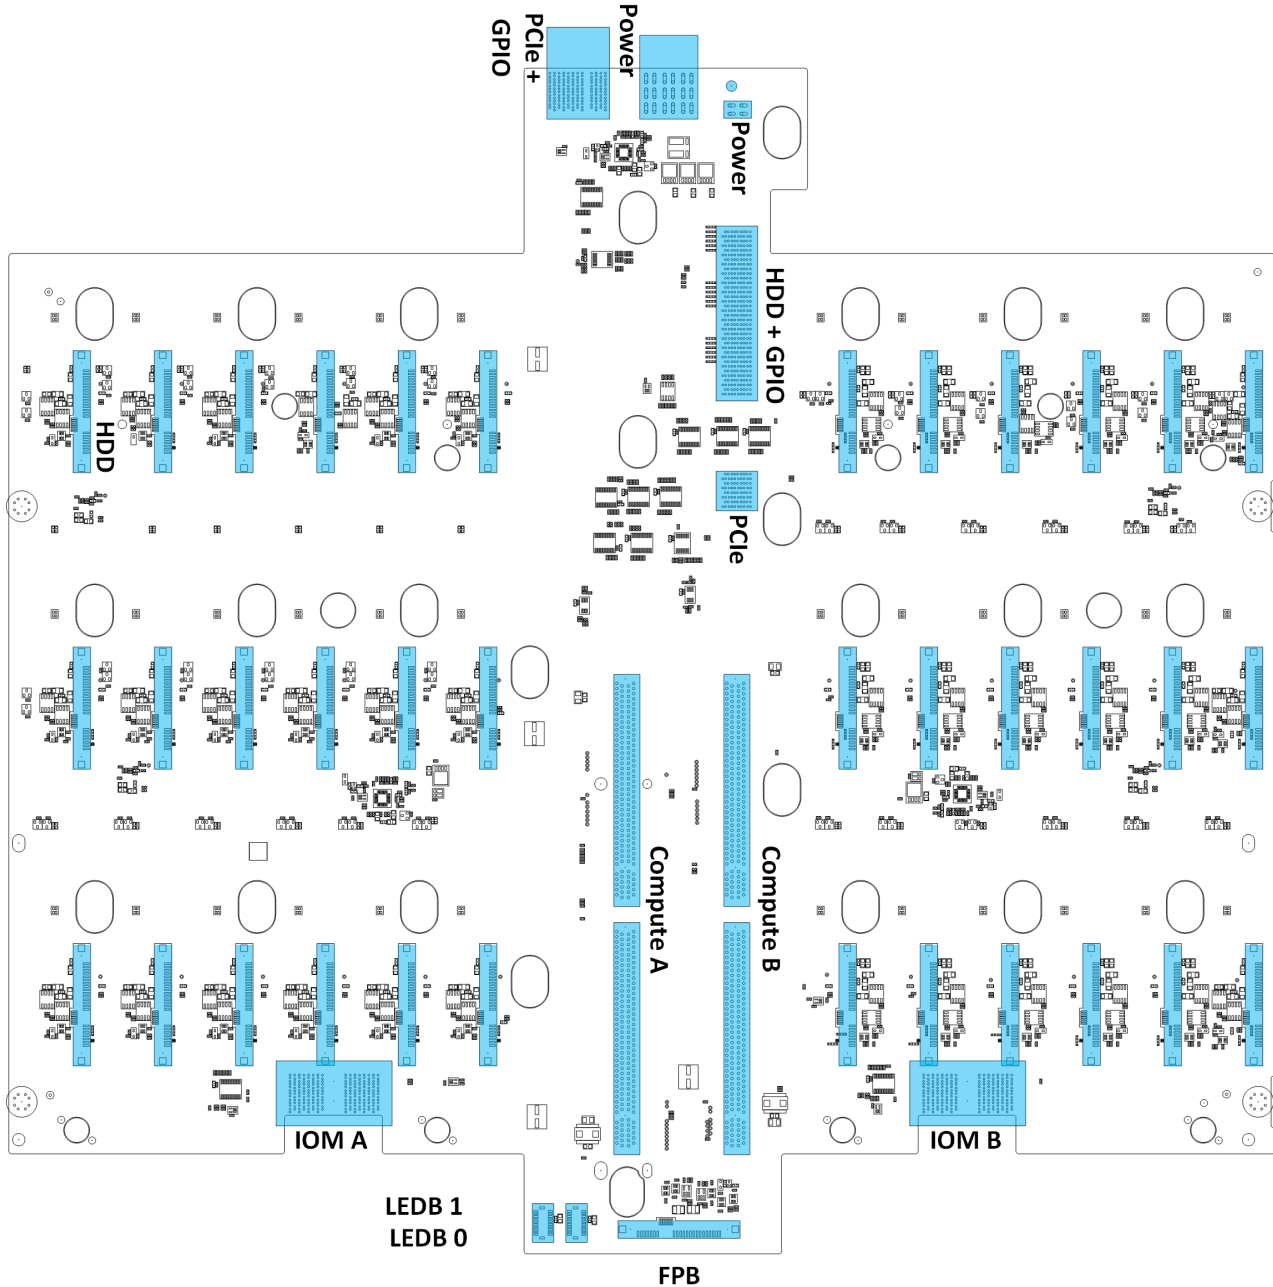 PCIe +
GPIO
Power
Power
HDD + GPIO
HDD
PCIe
Compute A
Compute B
IOM A
IOM B
LEDB 1
LEDB 0
FPB